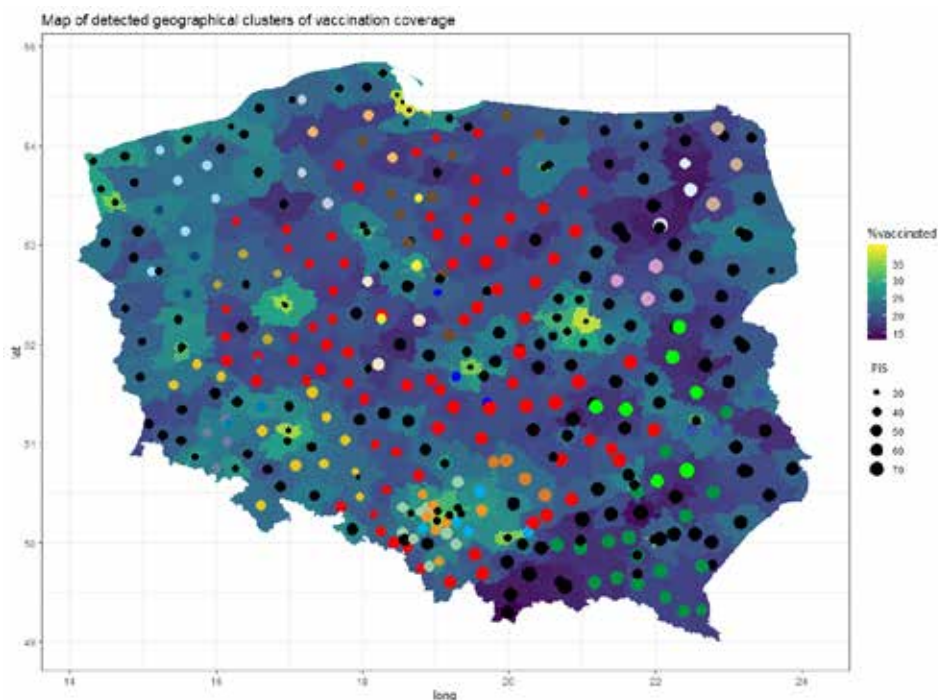 Map of detected geographical clusters of vaccination coverage
55
54
53
52
51
50
49
lat
14 16 18 20 22 24
long
%vaccinated
35
30
25
20
15
PIS
30
40
50
60
70